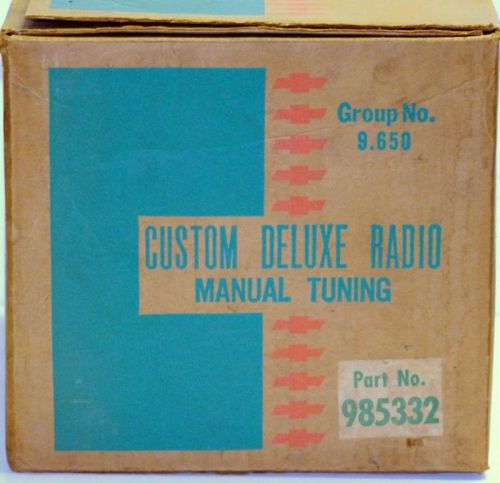 Group No.
9.650
CUSTOM DELUXE RADIO
MANUAL TUNING
Part No.
985332